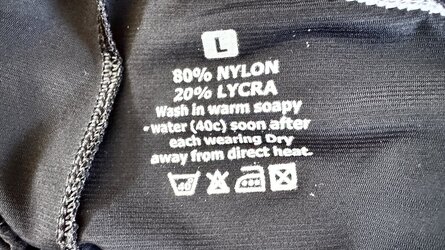 L
80% NYLON
20% LYCRA
Wash in warm soapy
water (40c) soon after
each wearing Dry
away from direct heat.
40